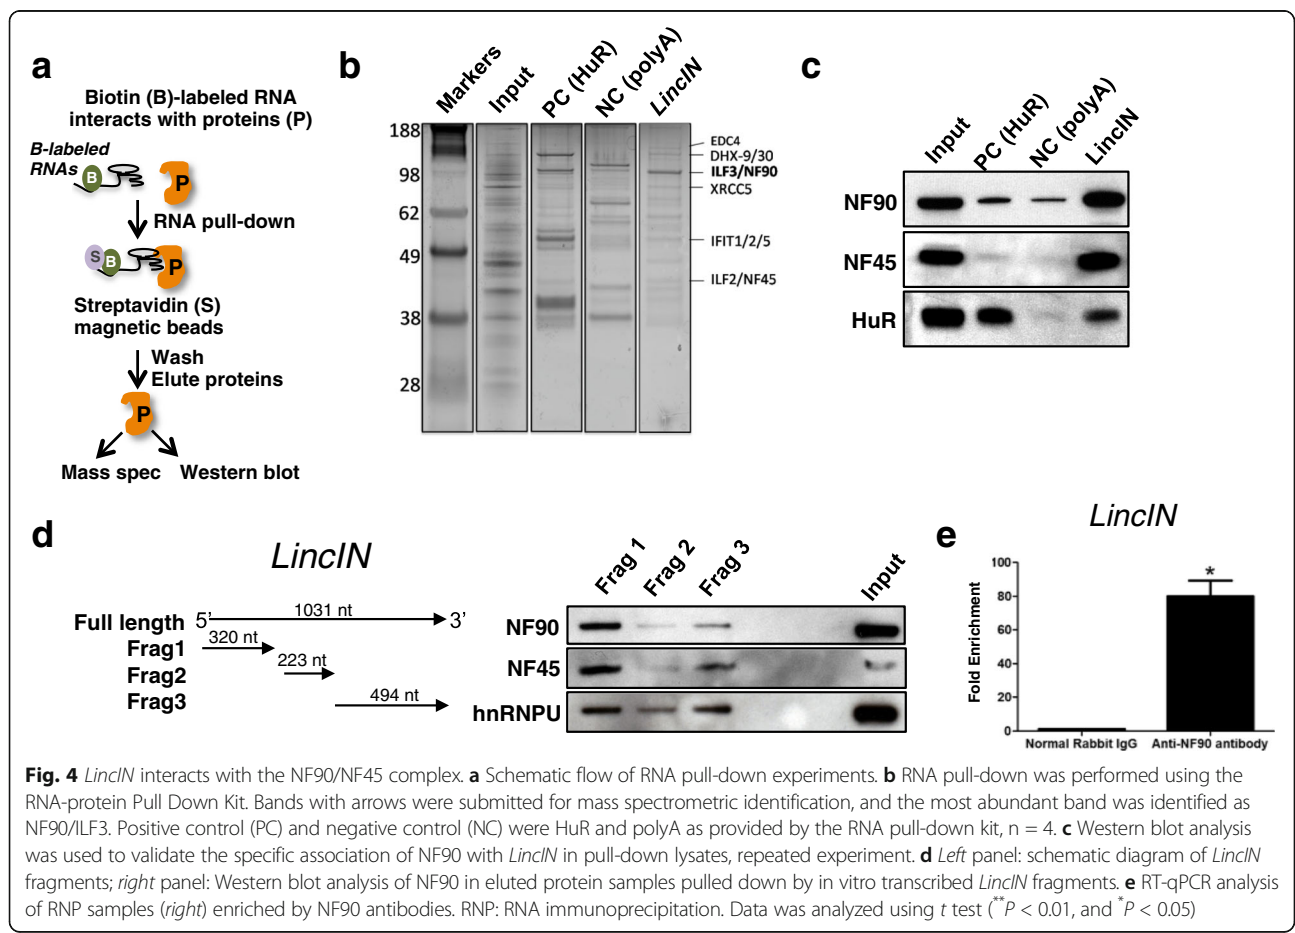 a
Biotin (B)-labeled RNA
interacts with proteins (P)
B-labeled
RNAs
B
P
RNA pull-down
S
B
P
Streptavidin (S)
magnetic beads
Wash
Elute proteins
P
Mass spec
Western blot
b
Markers
Input
PC (HuR)
NC (polyA)
LincIN
188
98
62
49
38
28
EDC4
DHX-9/30
ILF3/NF90
XRCC5
IFIT1/2/5
ILF2/NF45
c
Input
PC (HuR)
NC (polyA)
LincIN
NF90
NF45
HuR
d
LincIN
Full length
5'
1031 nt
3'
Frag1
320 nt
Frag2
223 nt
Frag3
494 nt
Frag 1
Frag 2
Frag 3
Input
NF90
NF45
hnRNPU
e
LincIN
Fold Enrichment
100
80
60
40
20
0
*
Normal Rabbit IgG
Anti-NF90 antibody
Fig. 4 LincIN interacts with the NF90/NF45 complex. a Schematic flow of RNA pull-down experiments. b RNA pull-down was performed using the
RNA-protein Pull Down Kit. Bands with arrows were submitted for mass spectrometric identification, and the most abundant band was identified as
NF90/ILF3. Positive control (PC) and negative control (NC) were HuR and polyA as provided by the RNA pull-down kit, n = 4. c Western blot analysis
was used to validate the specific association of NF90 with LincIN in pull-down lysates, repeated experiment. d Left panel: schematic diagram of LincIN
fragments; right panel: Western blot analysis of NF90 in eluted protein samples pulled down by in vitro transcribed LincIN fragments. e RT-qPCR analysis
of RNP samples (right) enriched by NF90 antibodies. RNP: RNA immunoprecipitation. Data was analyzed using t test (**P < 0.01, and *P < 0.05)